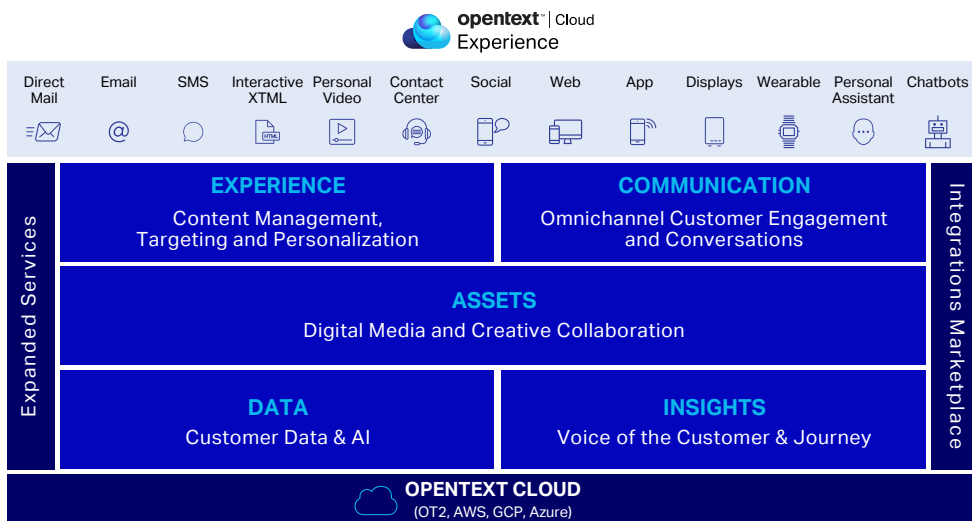 opentext™ | Cloud
Experience
Direct
Mail
Email
SMS
Interactive
XTML
Personal
Video
Contact
Center
Social
Web
App
Displays
Wearable
Personal
Assistant
Chatbots
@
HTML
Expanded Services
EXPERIENCE
Content Management,
Targeting and Personalization
COMMUNICATION
Omnichannel Customer Engagement
and Conversations
Integrations Marketplace
ASSETS
Digital Media and Creative Collaboration
DATA
Customer Data & AI
INSIGHTS
Voice of the Customer & Journey
OPENTEXT CLOUD
(OT2, AWS, GCP, Azure)